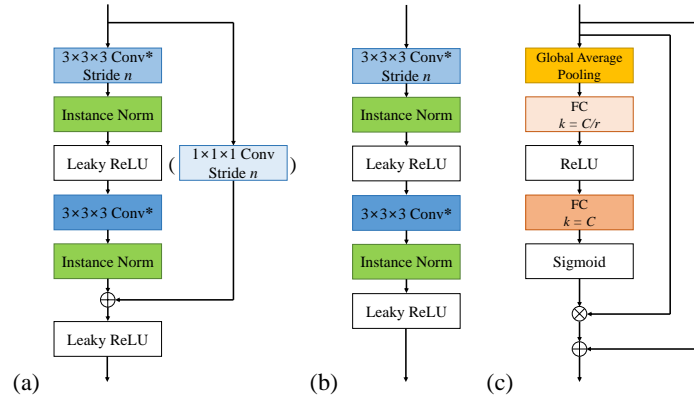 3×3×3 Conv*
Stride n
Instance Norm
Leaky ReLU
3×3×3 Conv*
Instance Norm
Leaky ReLU
( 1×1×1 Conv )
Stride n
(a)
3×3×3 Conv*
Stride n
Instance Norm
Leaky ReLU
3×3×3 Conv*
Instance Norm
Leaky ReLU
(b)
Global Average
Pooling
FC
k = C/r
ReLU
FC
k = C
Sigmoid
(c)